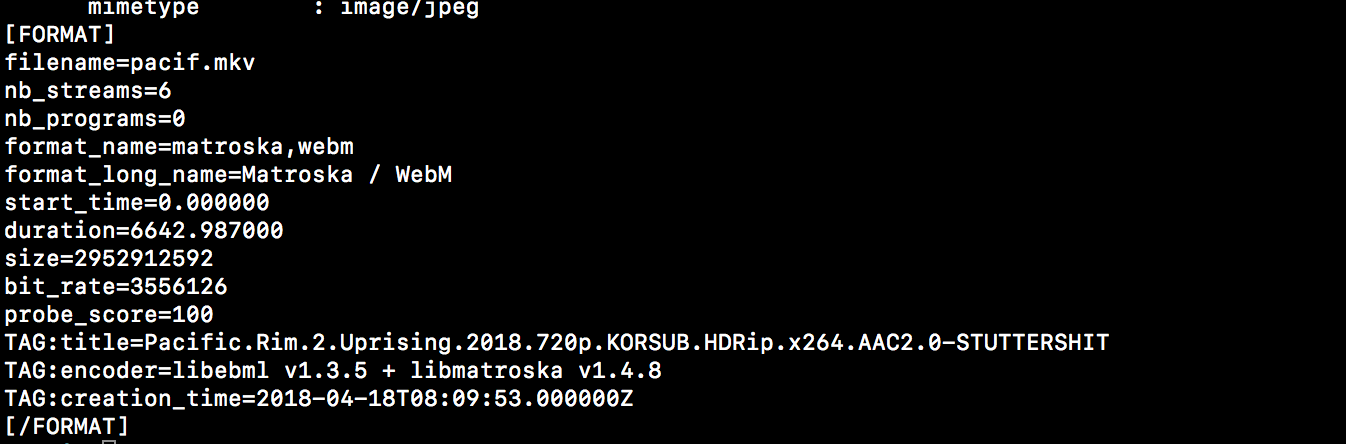 mimetype : image/jpeg
[FORMAT]
filename=pacif.mkv
nb_streams=6
nb_programs=0
format_name=matroska,webm
format_long_name=Matroska / WebM
start_time=0.000000
duration=6642.987000
size=2952912592
bit_rate=3556126
probe_score=100
TAG:title=Pacific.Rim.2.Uprising.2018.720p.KORSUB.HDRip.x264.AAC2.0-STUTTERSHIT
TAG:encoder=libebml v1.3.5 + libmatroska v1.4.8
TAG:creation_time=2018-04-18T08:09:53.000000Z
[/FORMAT]